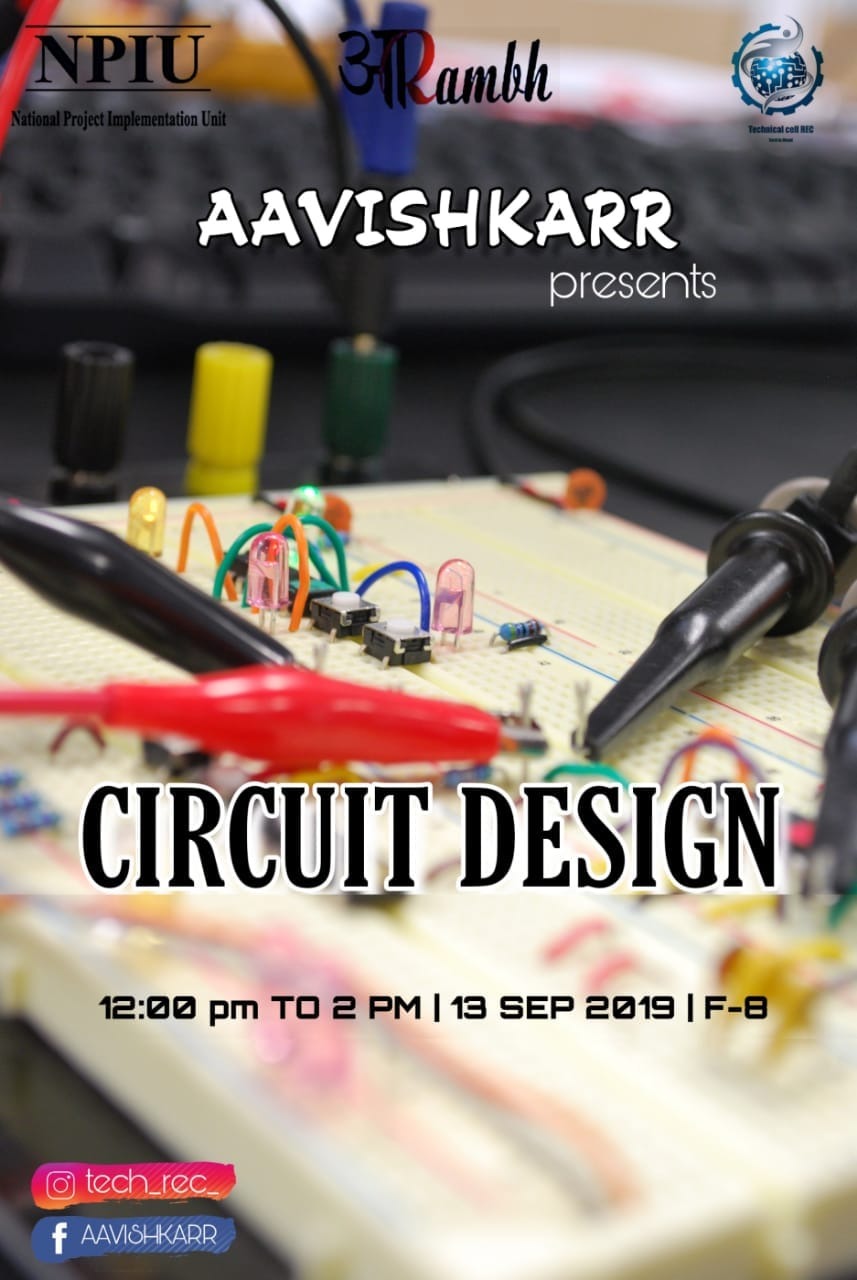 NPIU
National Project Implementation Unit
आRambh
Technical cell REC
AAVISHKARR
presents
CIRCUIT DESIGN
12:00 pm TO 2 PM | 13 SEP 2019 | F-8
tech_rec_
f AAVISHKARR